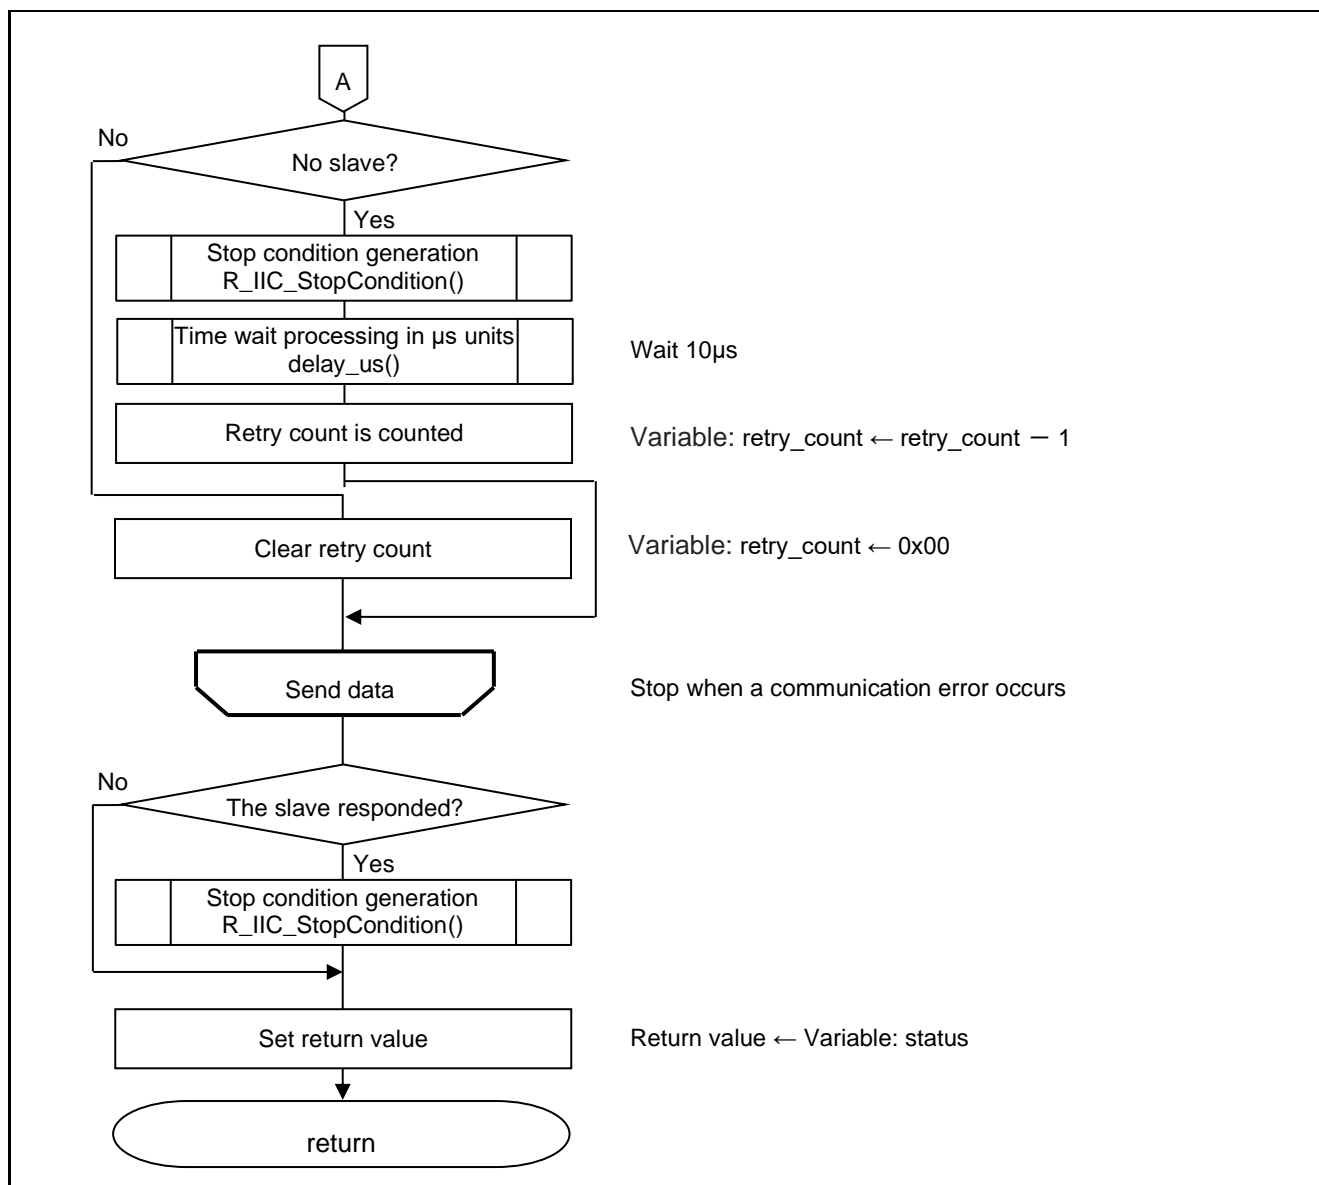 A
No
No slave?
Yes
Stop condition generation
R_IIC_StopCondition()
Time wait processing in µs units
delay_us()
Wait 10µs
Retry count is counted
Variable: retry_count ← retry_count － 1
Clear retry count
Variable: retry_count ← 0x00
Send data
Stop when a communication error occurs
No
The slave responded?
Yes
Stop condition generation
R_IIC_StopCondition()
Set return value
Return value ← Variable: status
return